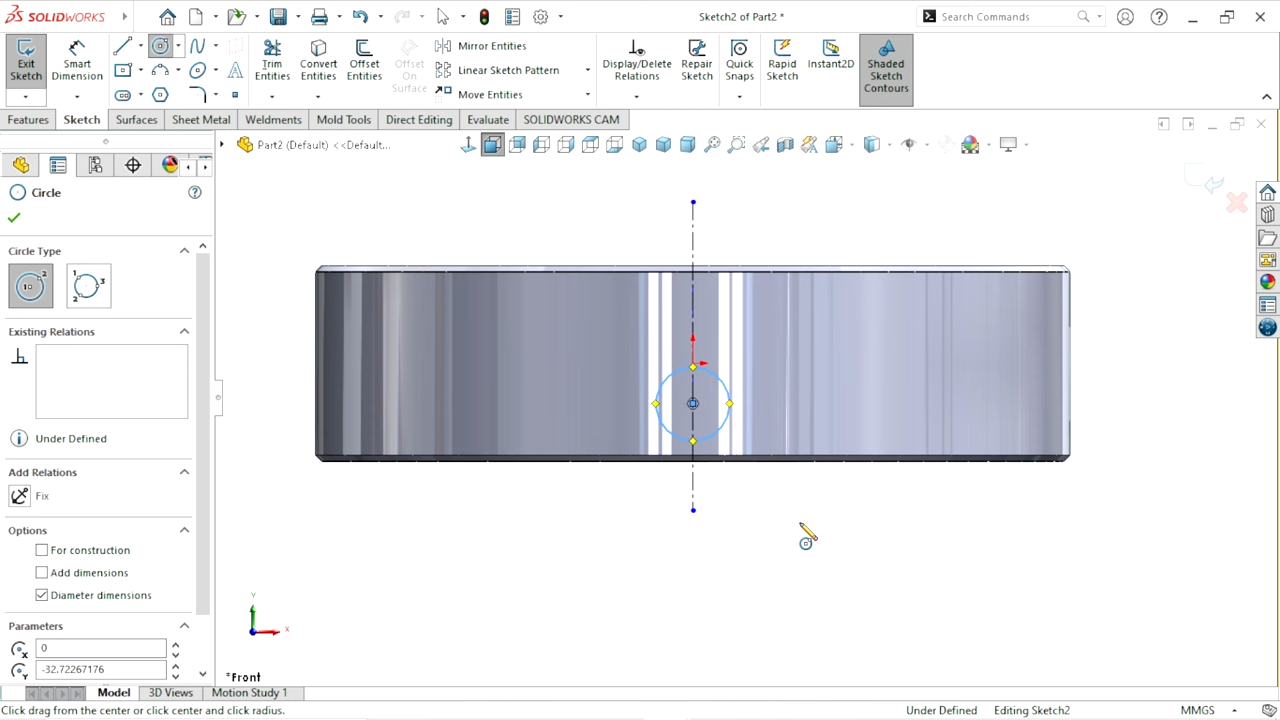 SOLIDWORKS
Sketch2 of Part2 *
Search Commands
Exit Sketch
Smart Dimension
Trim Entities
Convert Entities
Offset Entities
Offset On Surface
Mirror Entities
Linear Sketch Pattern
Move Entities
Display/Delete Relations
Repair Sketch
Quick Snaps
Rapid Sketch
Instant2D
Shaded Sketch Contours
Features
Sketch
Surfaces
Sheet Metal
Weldments
Mold Tools
Direct Editing
Evaluate
SOLIDWORKS CAM
Part2 (Default) <<Default...
Circle
Circle Type
Existing Relations
Under Defined
Add Relations
Fix
Options
For construction
Add dimensions
Diameter dimensions
Parameters
0
-32.72267176
Y
X
*Front
Model
3D Views
Motion Study 1
Click drag from the center or click center and click radius.
Under Defined
Editing Sketch2
MMGS